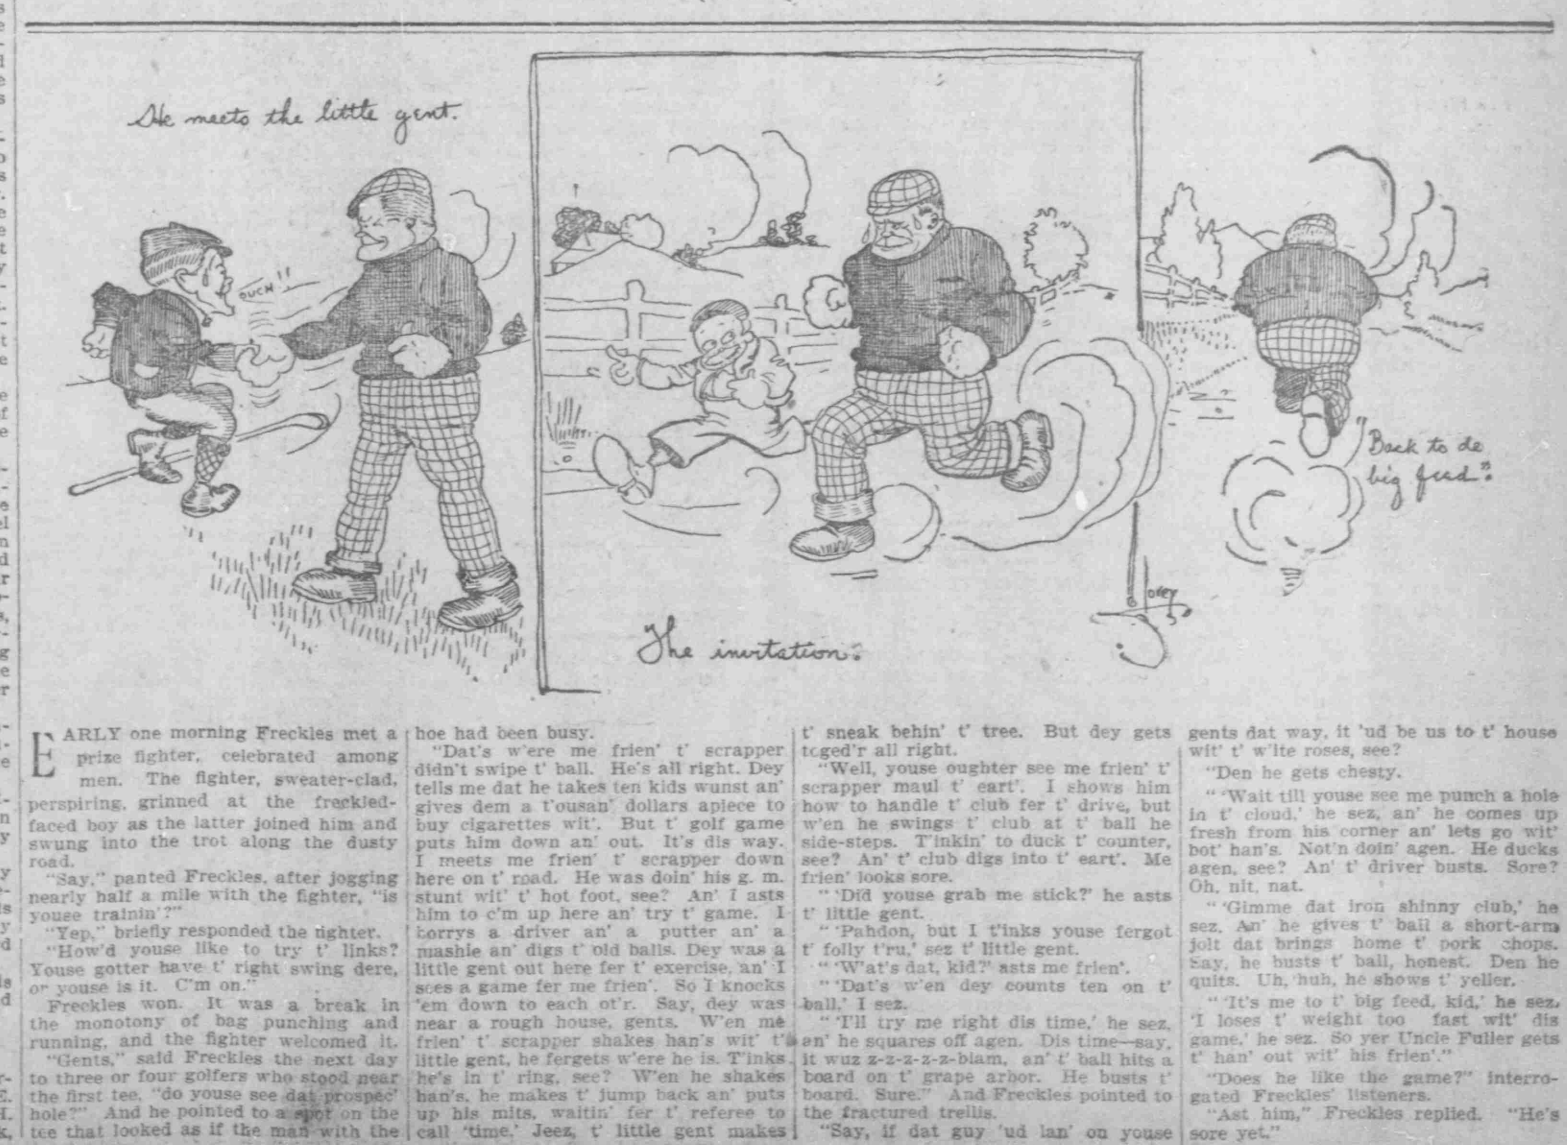 He meets the little gent.
OUCH!!
The invitation.
"Back to de
big feed."
EARLY one morning Freckles met a
prize fighter, celebrated among
men. The fighter, sweater-clad,
perspiring, grinned at the freckled-
faced boy as the latter joined him and
swung into the trot along the dusty
road.
"Say," panted Freckles, after jogging
nearly half a mile with the fighter, "is
youse trainin'?"
"Yep," briefly responded the fighter.
"How'd youse like to try t' links?
Youse gotter have t' right swing dere,
or youse is it. C'm on."
Freckles won. It was a break in
the monotony of bag punching and
running, and the fighter welcomed it.
"Gents," said Freckles the next day
to three or four golfers who stood near
the first tee, "do youse see dat prospec'
hole?" And he pointed to a spot on the
tee that looked as if the man with the
hoe had been busy.
"Dat's w'ere me frien' t' scrapper
didn't swipe t' ball. He's all right. Dey
tells me dat he takes ten kids wunst an'
gives dem a t'ousan' dollars apiece to
buy cigarettes wit'. But t' golf game
puts him down an' out. It's dis way.
I meets me frien' t' scrapper down
here on t' road. He was doin' his g. m.
stunt wit' t' hot foot, see? An' I asts
him to c'm up here an' try t' game. I
borrys a driver an' a putter an' a
mashie an' digs t' old balls. Dey was a
little gent out here fer t' exercise, an' I
sees a game fer me frien'. So I knocks
'em down to each ot'r. Say, dey was
near a rough house, gents. W'en me
frien' t' scrapper shakes han's wit' t'
little gent, he fergets w'ere he is. T'inks
he's in t' ring, see? W'en he shakes
han's, he makes t' jump back an' puts
up his mits, waitin' fer t' referee to
call 'time.' Jeez, t' little gent makes
t' sneak behin' t' tree. But dey gets
teged'r all right.
"Well, youse oughter see me frien' t'
scrapper maul t' eart'. I shows him
how to handle t' club fer t' drive, but
w'en he swings t' club at t' ball he
side-steps. T'inkin' to duck t' counter,
see? An' t' club digs into t' eart'. Me
frien' looks sore.
"'Did youse grab me stick?' he asts
t' little gent.
"'Pahdon, but I t'inks youse fergot
t' folly t'ru,' sez t' little gent.
"'W'at's dat, kid?' asts me frien'.
"'Dat's w'en dey counts ten on t'
ball,' I sez.
"'I'll try me right dis time,' he sez,
an' he squares off agen. Dis time—say,
it wuz z-z-z-z-z-biam, an' t' ball hits a
board on t' grape arbor. He busts t'
board. Sure." And Freckles pointed to
the fractured trellis.
"Say, if dat guy 'ud lan' on youse
gents dat way, it 'ud be us to t' house
wit' t' w'ite roses, see?
"Den he gets chesty.
"'Wait till youse see me punch a hole
in t' cloud,' he sez, an' he comes up
fresh from his corner an' lets go wit'
bot' han's. Not'n doin' agen. He ducks
agen, see? An' t' driver busts. Sore?
Oh, nit, nat.
"'Gimme dat iron shinny club,' he
sez. An' he gives t' ball a short-arm
jolt dat brings home t' pork chops.
Say, he busts t' ball, honest. Den he
quits. Uh, huh, he shows t' yeller.
"'It's me to t' big feed, kid,' he sez,
'I loses t' weight too fast wit' dis
game,' he sez. So yer Uncle Fuller gets
t' han' out wit' his frien'."
"Does he like the game?" interro-
gated Freckles' listeners.
"Ast him," Freckles replied. "He's
sore yet."